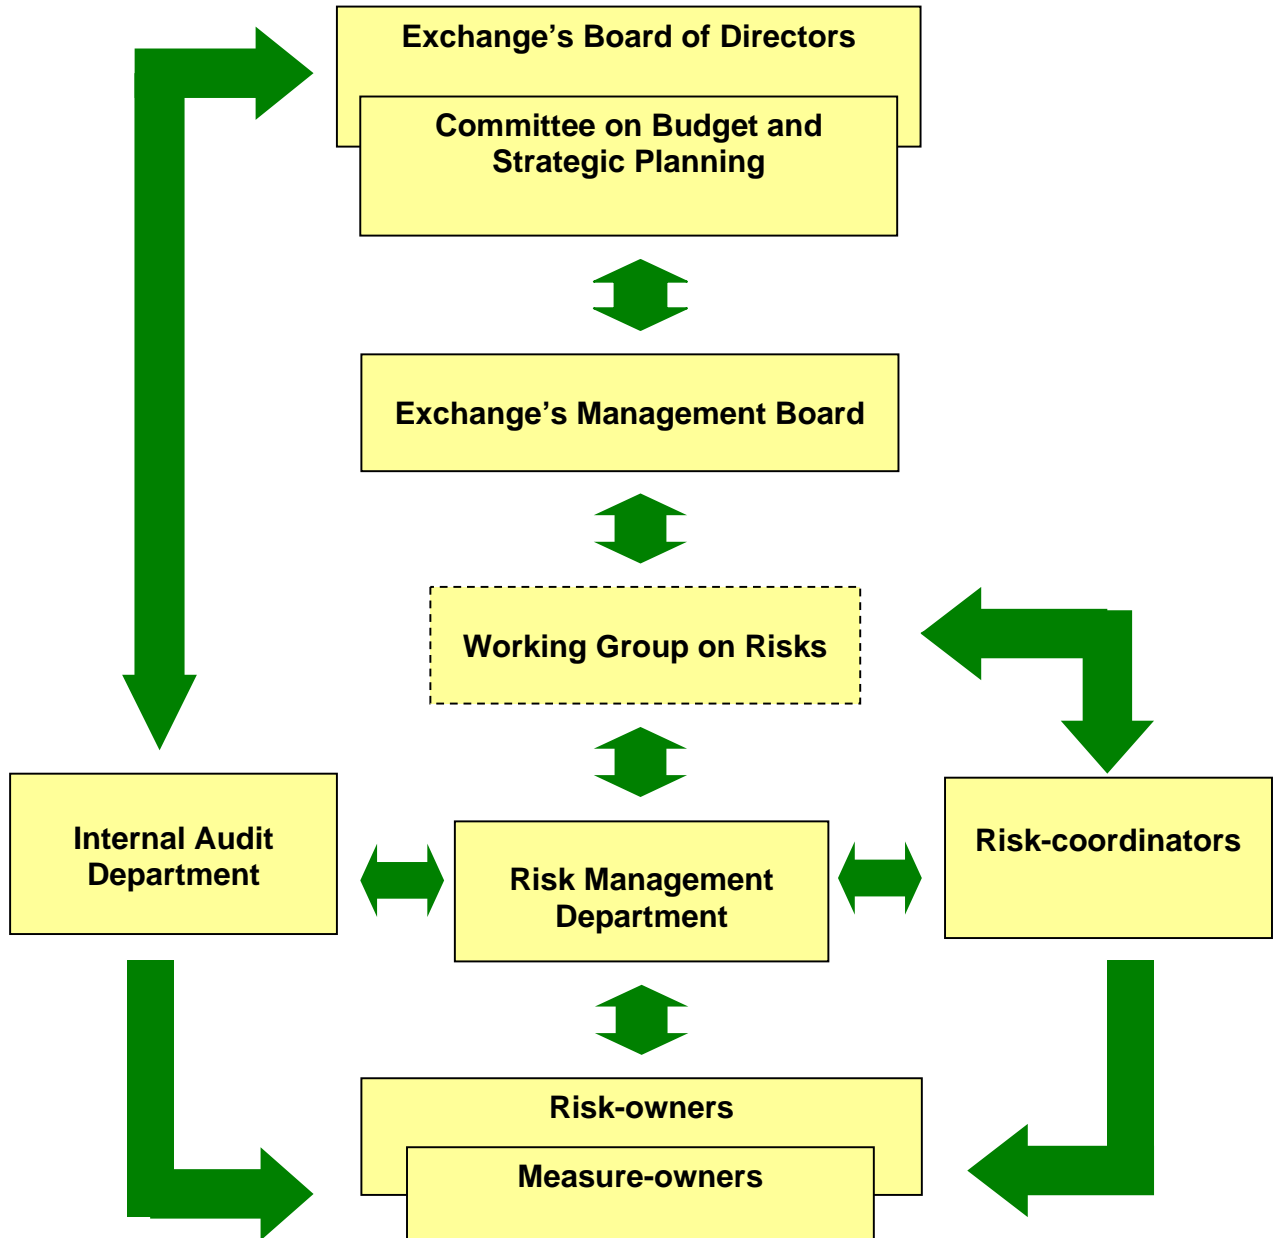 Exchange’s Board of Directors
Committee on Budget and
Strategic Planning
Exchange’s Management Board
Working Group on Risks
Internal Audit
Department
Risk Management
Department
Risk-coordinators
Risk-owners
Measure-owners